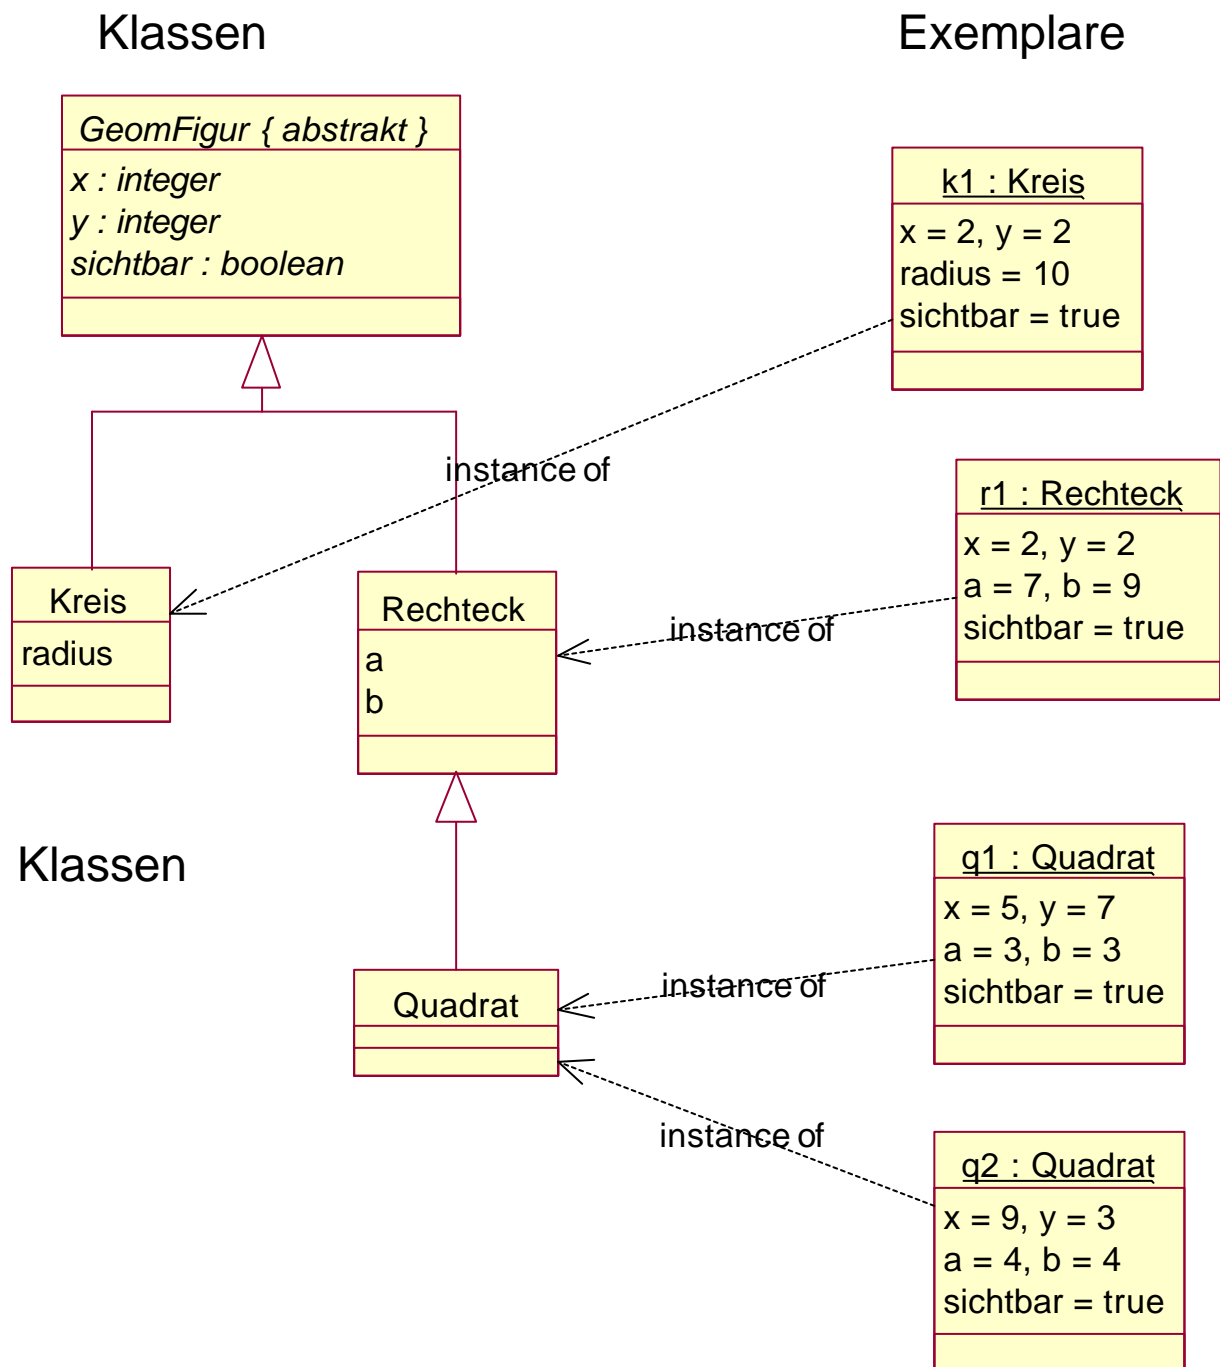 Klassen
Exemplare
GeomFigur { abstrakt }
x : integer
y : integer
sichtbar : boolean
k1 : Kreis
x = 2, y = 2
radius = 10
sichtbar = true
instance of
r1 : Rechteck
x = 2, y = 2
a = 7, b = 9
sichtbar = true
Kreis
radius
Rechteck
a
b
instance of
Klassen
q1 : Quadrat
x = 5, y = 7
a = 3, b = 3
sichtbar = true
instance of
Quadrat
instance of
q2 : Quadrat
x = 9, y = 3
a = 4, b = 4
sichtbar = true